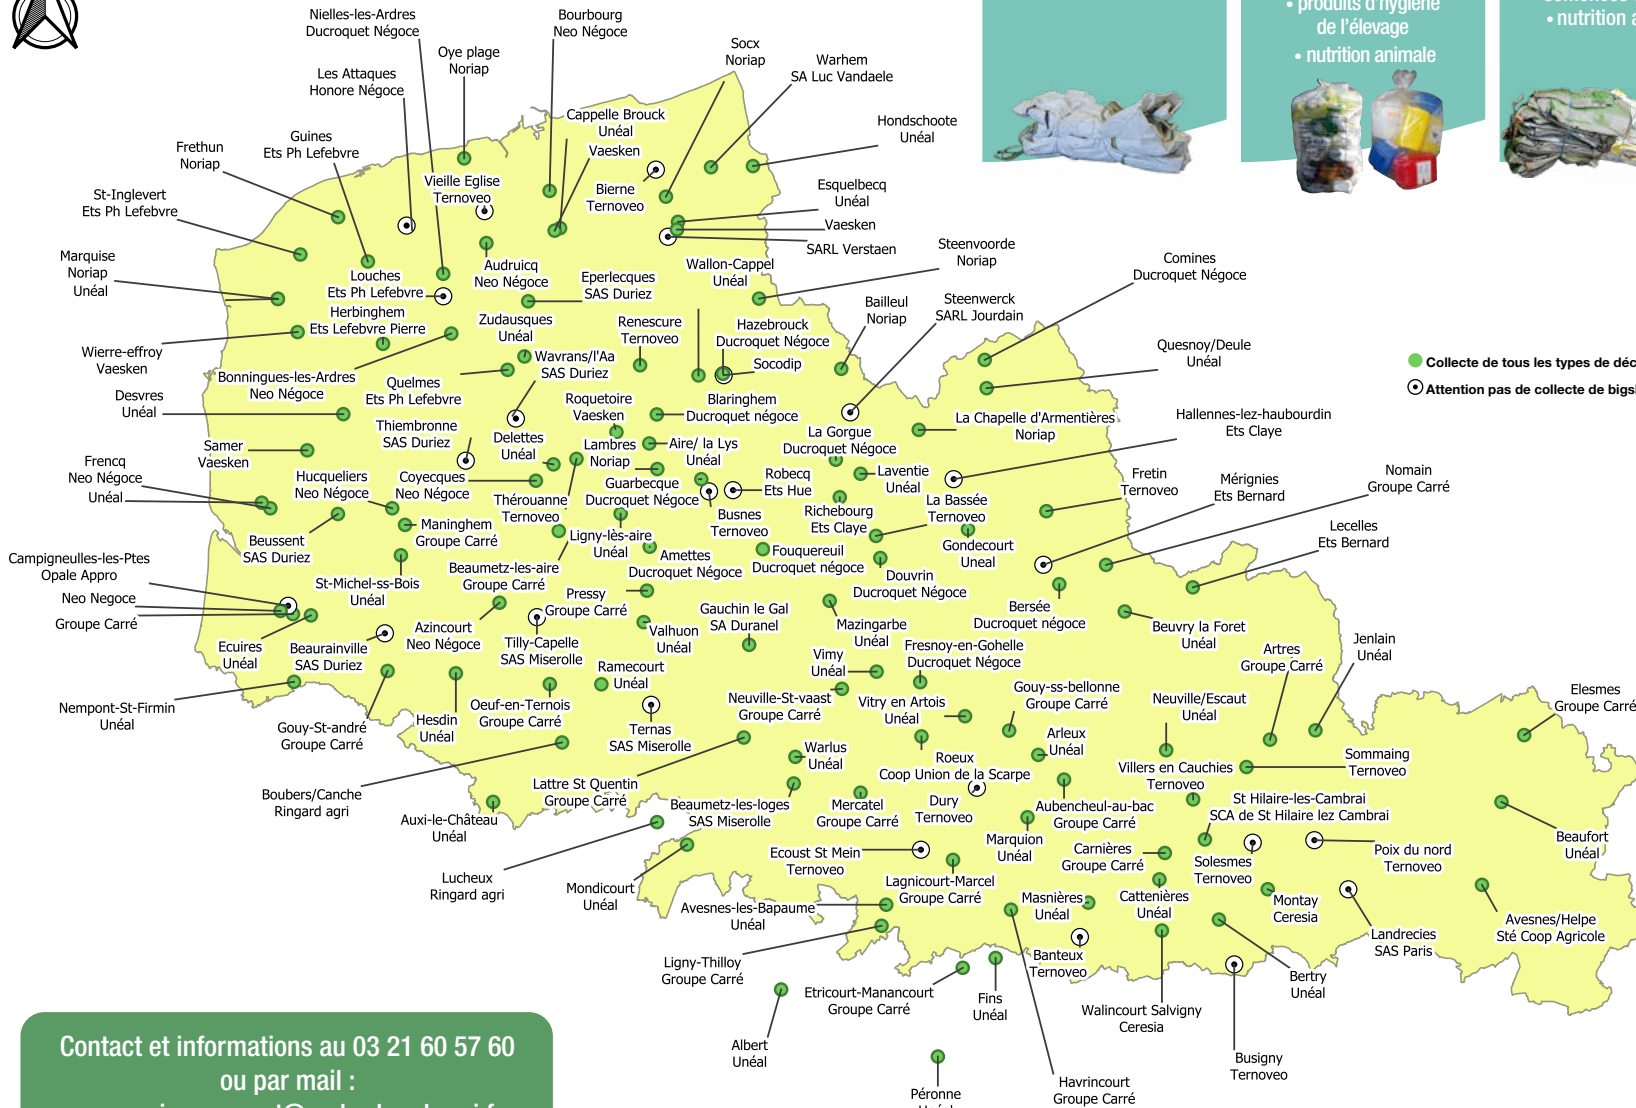 • produits d'hygiène
de l'élevage
• nutrition animale
• nutrition
Nielles-les-Ardres
Ducroquet Négoce
Bourbourg
Neo Négoce
Oye plage
Noriap
Socx
Noriap
Warhem
SA Luc Vandaele
Les Attaques
Honore Négoce
Cappelle Brouck
Unéal
Vaesken
Hondschoote
Unéal
Guines
Ets Ph Lefebvre
Frethun
Noriap
Vieille Eglise
Ternoveo
Bierne
Ternoveo
Esquelbecq
Unéal
Vaesken
SARL Verstaen
St-Inglevert
Ets Ph Lefebvre
Marquise
Noriap
Unéal
Louches
Ets Ph Lefebvre
Audruicq
Neo Négoce
Eperlecques
SAS Duriez
Wallon-Cappel
Unéal
Steenvoorde
Noriap
Comines
Ducroquet Négoce
Herbinghem
Ets Lefebvre Pierre
Zudausques
Unéal
Renescure
Ternoveo
Hazebrouck
Ducroquet Négoce
Socodip
Bailleul
Noriap
Steenwerck
SARL Jourdain
Quesnoy/Deule
Unéal
Collecte de tous les types de
Attention pas de collecte de
Wierre-effroy
Vaesken
Bonningues-les-Ardres
Neo Négoce
Quelmes
Ets Ph Lefebvre
Wavrans/l'Aa
SAS Duriez
Roquetoire
Vaesken
Blaringhem
Ducroquet négoce
Desvres
Unéal
Thiembronne
SAS Duriez
Delettes
Unéal
Lambres
Noriap
Aire/ la Lys
Unéal
La Gorgue
Ducroquet Négoce
La Chapelle d'Armentières
Noriap
Hallennes-lez-haubourdin
Ets Claye
Samer
Vaesken
Frencq
Neo Négoce
Unéal
Hucqueliers
Neo Négoce
Coyecques
Neo Négoce
Thérouanne
Ternoveo
Guarbecque
Ducroquet Négoce
Robecq
Ets Hue
Busnes
Ternoveo
Laventie
Unéal
Richebourg
Ets Claye
La Bassée
Ternoveo
Fretin
Ternoveo
Mérignies
Ets Bernard
Nomain
Groupe Carré
Lecelles
Ets Bernard
Beussent
SAS Duriez
Maninghem
Groupe Carré
Ligny-lès-aire
Unéal
Amettes
Ducroquet Négoce
Fouquereuil
Ducroquet négoce
Gondecourt
Uneal
Douvrin
Ducroquet Négoce
Campigneulles-les-Ptes
Opale Appro
Neo Negoce
Groupe Carré
St-Michel-ss-Bois
Unéal
Beaumetz-les-aire
Groupe Carré
Pressy
Groupe Carré
Gauchin le Gal
SA Duranel
Mazingarbe
Unéal
Bersée
Ducroquet négoce
Beuvry la Foret
Unéal
Ecuires
Unéal
Beaurainville
SAS Duriez
Azincourt
Neo Négoce
Tilly-Capelle
SAS Miserolle
Valhuon
Unéal
Vimy
Unéal
Fresnoy-en-Gohelle
Ducroquet Négoce
Artres
Groupe Carré
Jenlain
Unéal
Nempont-St-Firmin
Unéal
Gouy-St-andré
Groupe Carré
Hesdin
Unéal
Oeuf-en-Ternois
Groupe Carré
Ramecourt
Unéal
Ternas
SAS Miserolle
Neuville-St-vaast
Groupe Carré
Vitry en Artois
Unéal
Gouy-ss-bellonne
Groupe Carré
Neuville/Escaut
Unéal
Elesmes
Groupe Carré
Arleux
Unéal
Warlus
Unéal
Roeux
Coop Union de la Scarpe
Villers en Cauchies
Ternoveo
Sommaing
Ternoveo
Boubers/Canche
Ringard agri
Lattre St Quentin
Groupe Carré
Auxi-le-Château
Unéal
Beaumetz-les-loges
SAS Miserolle
Mercatel
Groupe Carré
Dury
Ternoveo
Aubencheul-au-bac
Groupe Carré
St Hilaire-les-Cambrai
SCA de St Hilaire lez Cambrai
Beaufort
Unéal
Marquion
Unéal
Carnières
Groupe Carré
Solesmes
Ternoveo
Poix du nord
Ternoveo
Ecoust St Mein
Ternoveo
Lucheux
Ringard agri
Mondicourt
Unéal
Lagnicourt-Marcel
Groupe Carré
Avesnes-les-Bapaume
Unéal
Masnières
Unéal
Cattenières
Unéal
Montay
Ceresia
Landrecies
SAS Paris
Avesnes/Helpe
Sté Coop Agricole
Ligny-Thilloy
Groupe Carré
Banteux
Ternoveo
Bertry
Unéal
Etricourt-Manancourt
Groupe Carré
Fins
Unéal
Walincourt Salvigny
Ceresia
Albert
Unéal
Busigny
Ternoveo
Havrincourt
Groupe Carré
Péronne
Contact et informations au 03 21 60 57 60
ou par mail :